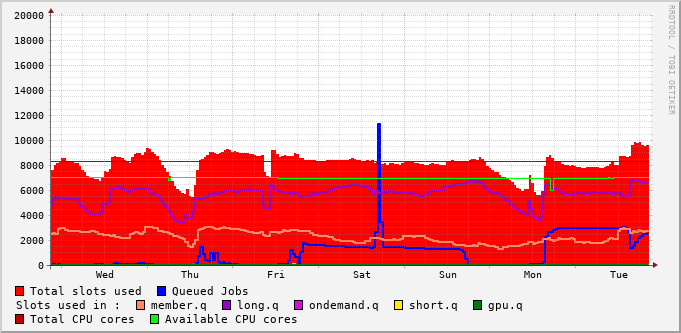 20000
18000
16000
14000
12000
10000
8000
6000
4000
2000
0
Wed Thu Fri Sat Sun Mon Tue
RRDTOOL / TOBI OETIKER
Total slots used Queued Jobs
Slots used in : member.q long.q ondemand.q short.q gpu.q
Total CPU cores Available CPU cores